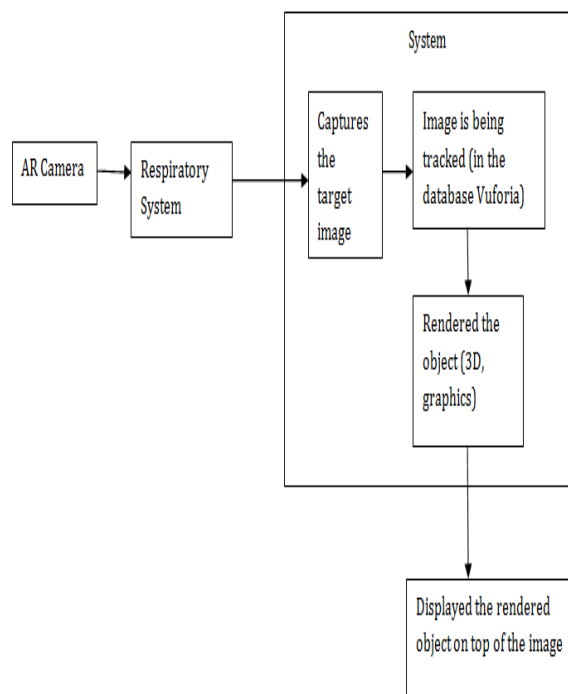 System
AR Camera
Respiratory
System
Captures
the
target
image
Image is being
tracked (in the
database Vuforia)
Rendered the
object (3D,
graphics)
Displayed the rendered
object on top of the image